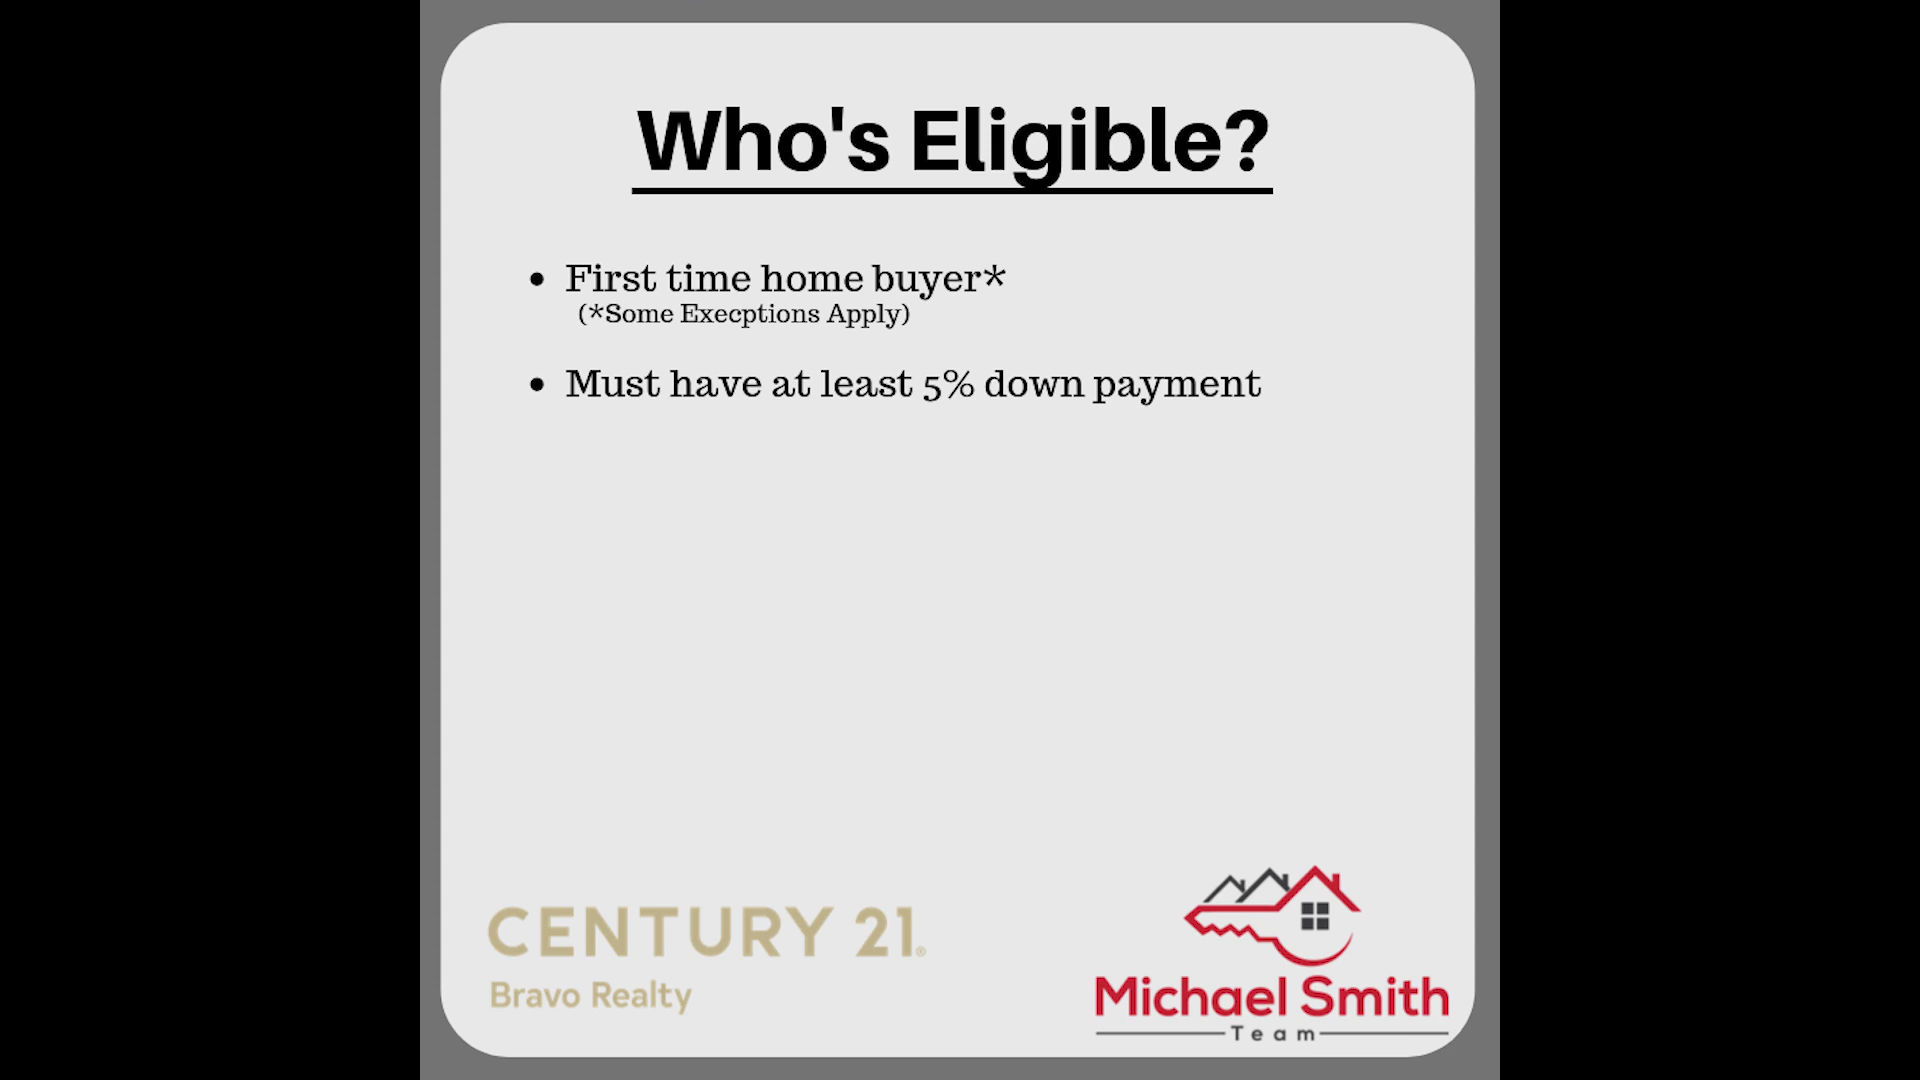 Who's Eligible?
• First time home buyer*
(*Some Execptions Apply)
• Must have at least 5% down payment
CENTURY 21®
Bravo Realty
Michael Smith
Team